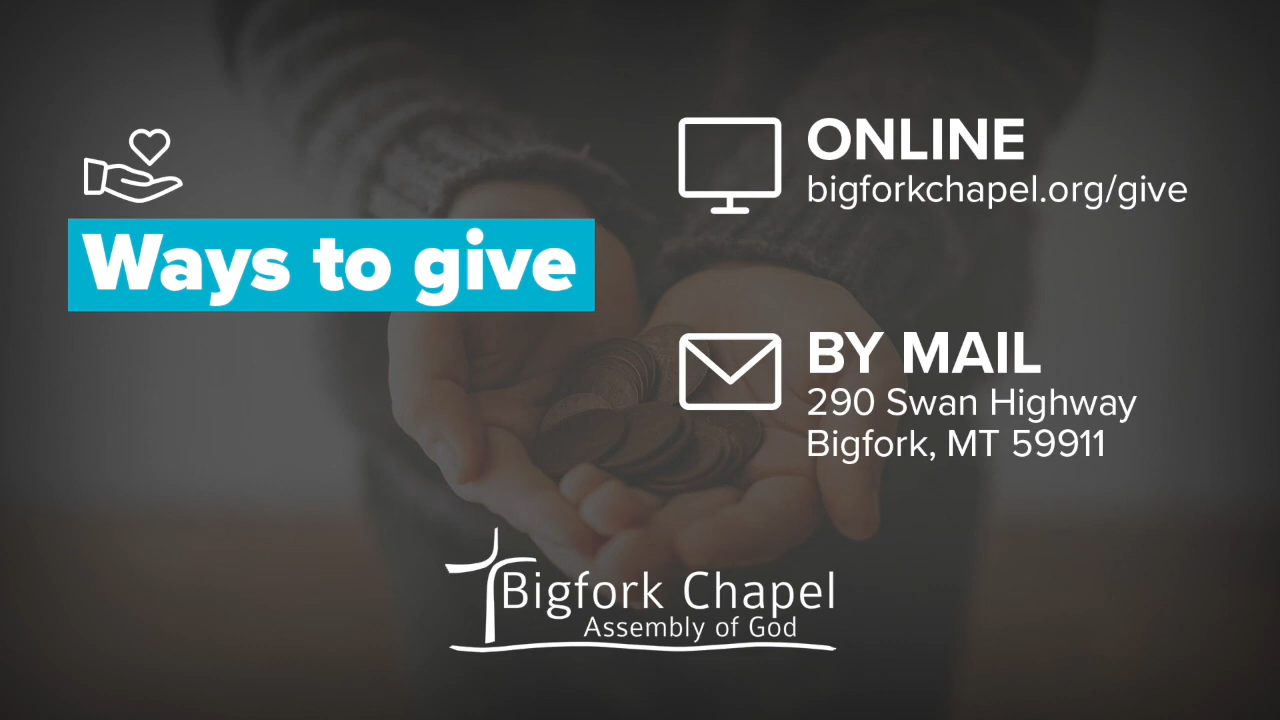 Ways to give
ONLINE
bigforkchapel.org/give
BY MAIL
290 Swan Highway
Bigfork, MT 59911
Bigfork Chapel
Assembly of God